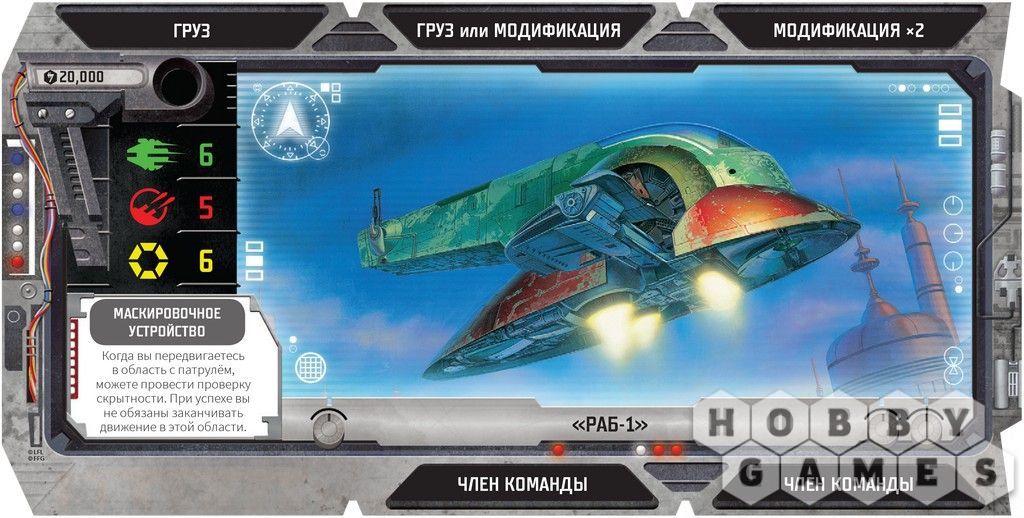 ГРУЗ
ГРУЗ или МОДИФИКАЦИЯ
МОДИФИКАЦИЯ ×2
20,000
6
5
6
МАСКИРОВОЧНОЕ
УСТРОЙСТВО
Когда вы передвигаетесь
в область с патрулём,
можете провести проверку
скрытности. При успехе вы
не обязаны заканчивать
движение в этой области.
«РАБ-1»
©LFL
©FFG
HOBBY
GAMES
ЧЛЕН КОМАНДЫ
ЧЛЕН КОМАНДЫ